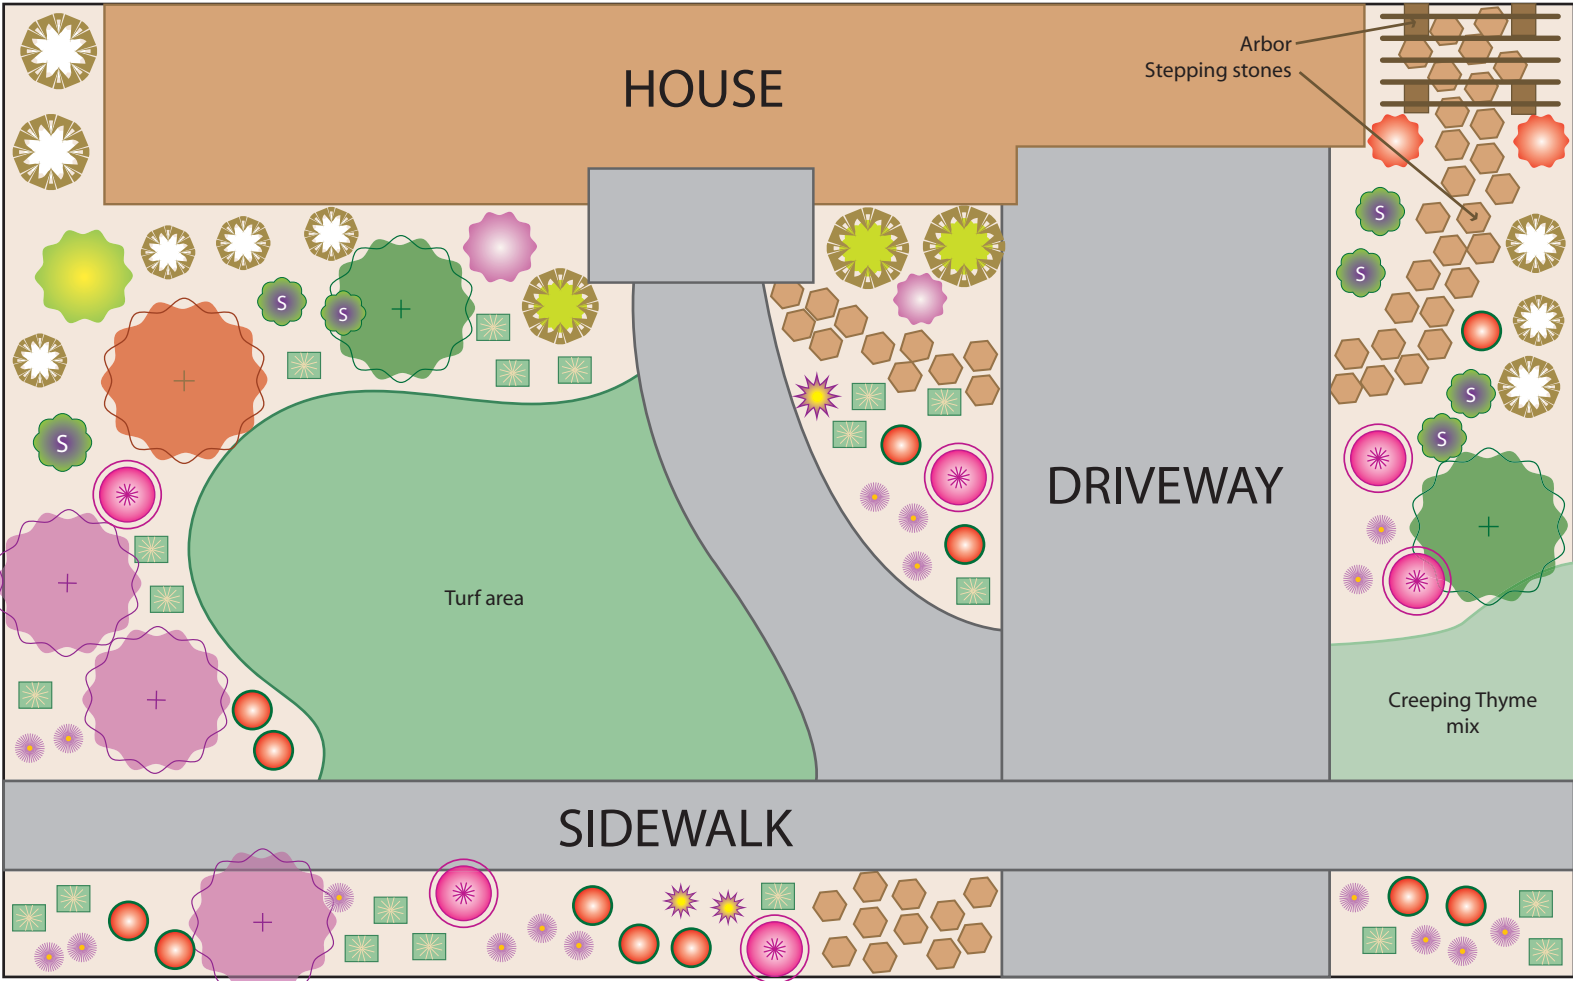 HOUSE
Arbor
Stepping stones
S
S
S
S
S
S
S
DRIVEWAY
Turf area
Creeping Thyme
mix
SIDEWALK